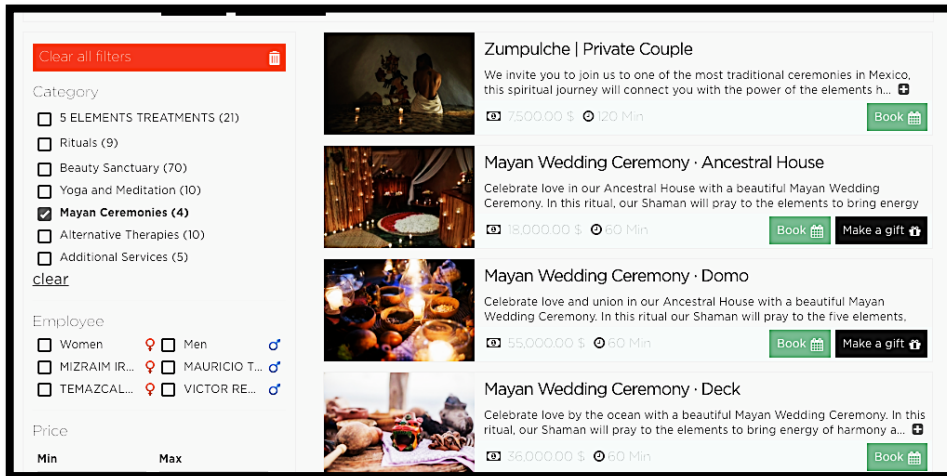 Clear all filters
Category
5 ELEMENTS TREATMENTS (21)
Rituals (9)
Beauty Sanctuary (70)
Yoga and Meditation (10)
Mayan Ceremonies (4)
Alternative Therapies (10)
Additional Services (5)
clear
Employee
Women ♀ Men ♂
MIZRAIM IR... ♀ MAURICIO T... ♂
TEMAZCAL... ♀ VICTOR RE... ♂
Price
Min Max
Zumpulche | Private Couple
We invite you to join us to one of the most traditional ceremonies in Mexico,
this spiritual journey will connect you with the power of the elements h...
7,500.00 $ 120 Min
Book
Mayan Wedding Ceremony · Ancestral House
Celebrate love in our Ancestral House with a beautiful Mayan Wedding
Ceremony. In this ritual, our Shaman will pray to the elements to bring energy
18,000.00 $ 60 Min
Book Make a gift
Mayan Wedding Ceremony · Domo
Celebrate love and union in our Ancestral House with a beautiful Mayan
Wedding Ceremony. In this ritual our Shaman will pray to the five elements,
55,000.00 $ 60 Min
Book Make a gift
Mayan Wedding Ceremony · Deck
Celebrate love by the ocean with a beautiful Mayan Wedding Ceremony. In this
ritual, our Shaman will pray to the elements to bring energy of harmony a...
36,000.00 $ 60 Min
Book